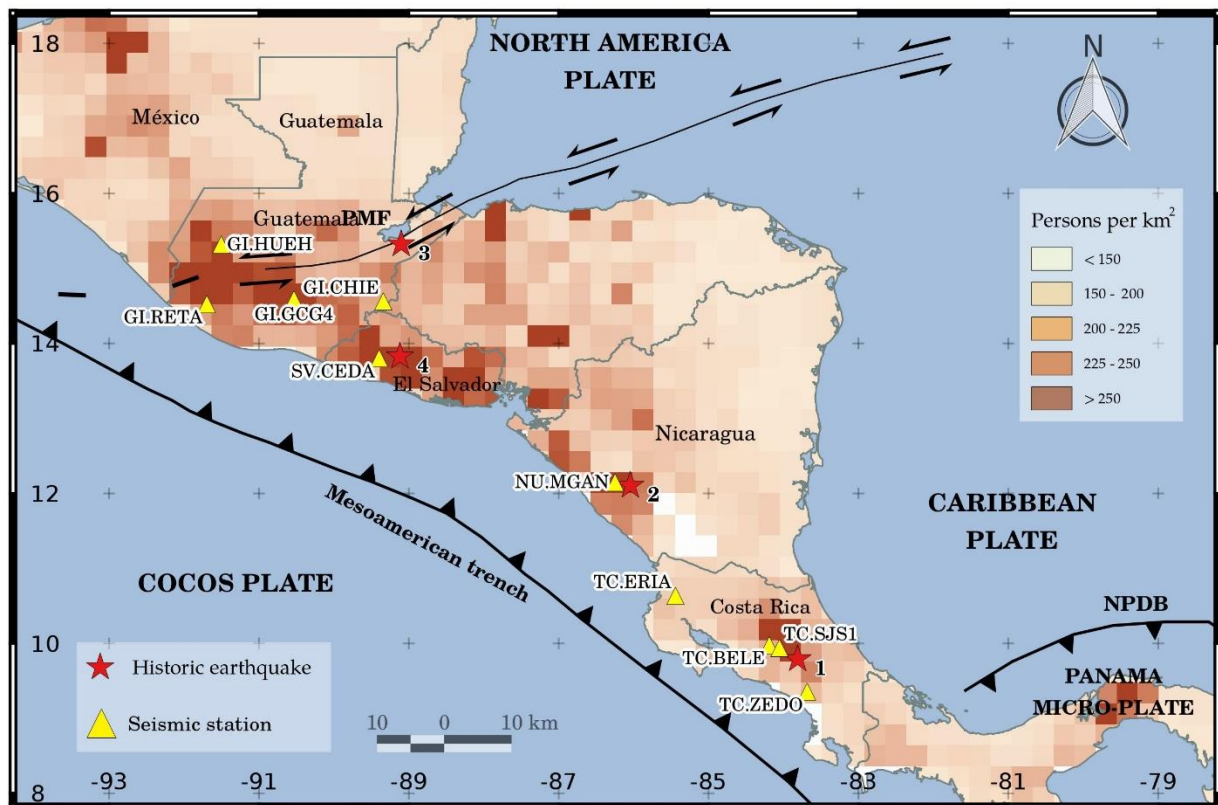 18
NORTH AMERICA
PLATE
N
México
Guatemala
16
Guatemala
PMF
Persons per km²
< 150
150 - 200
200 - 225
225 - 250
> 250
GI.HUEH
3
GI.CHIE
GI.RETA
GI.GCG4
14
SV.CEDA
4
El Salvador
Nicaragua
12
NU.MGAN
2
Mesoamerican trench
CARIBBEAN
PLATE
COCOS PLATE
TC.ERIA
Costa Rica
NPDB
10
TC.SJS1
TC.BELE
1
TC.ZEDO
PANAMA
MICRO-PLATE
Historic earthquake
Seismic station
10 0 10 km
8
-93 -91 -89 -87 -85 -83 -81 -79